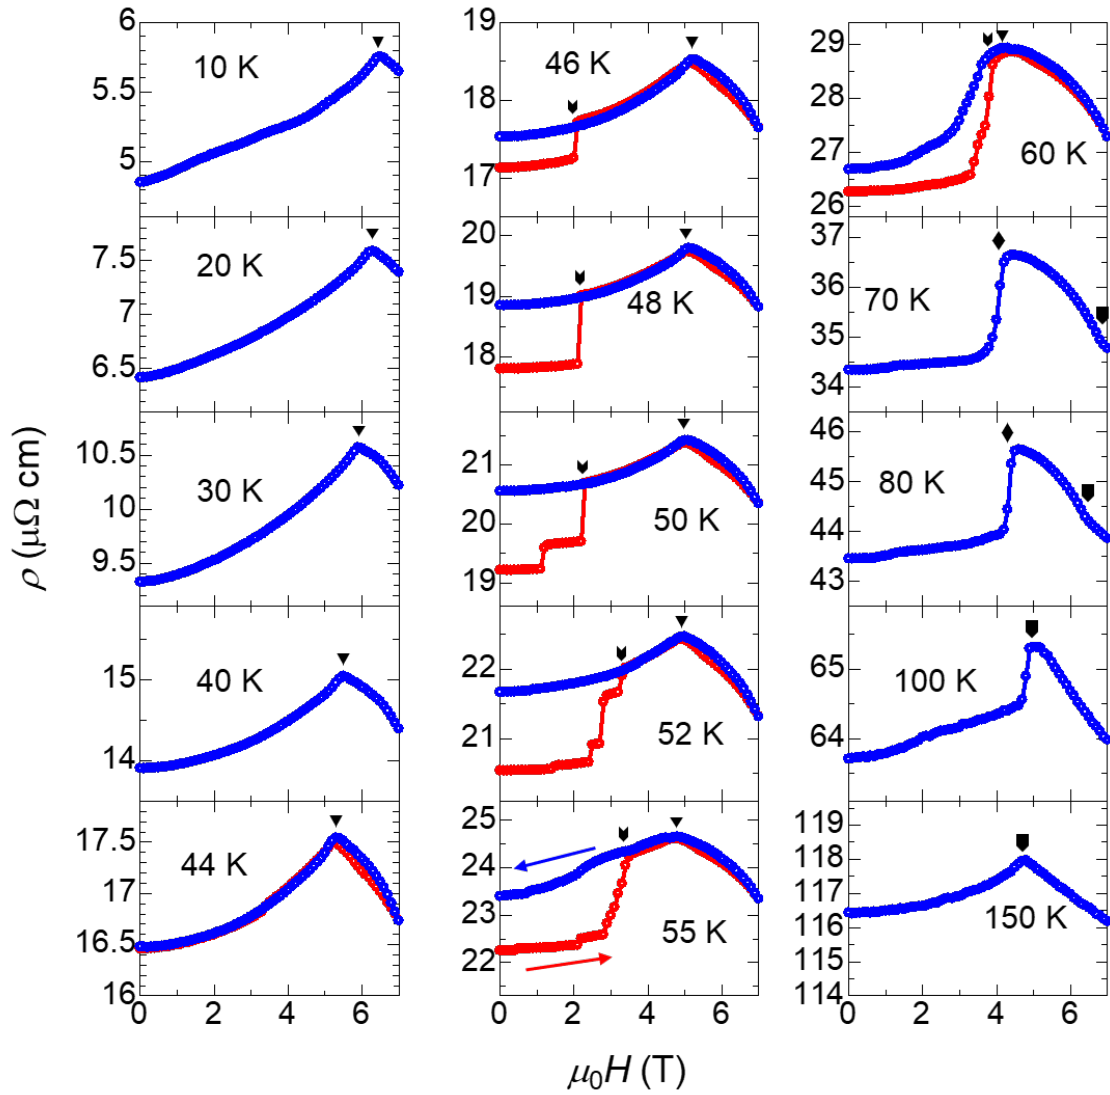 ρ (μΩ cm)
6
5.5
5
10 K
7.5
7
6.5
20 K
10.5
10
9.5
30 K
15
14
40 K
17.5
17
16.5
16
44 K
0 2 4 6
19
18
17
46 K
20
19
18
48 K
21
20
19
50 K
22
21
52 K
25
24
23
22
55 K
0 2 4 6
29
28
27
26
60 K
37
36
35
34
70 K
46
45
44
43
80 K
65
64
100 K
119
118
117
116
115
114
150 K
0 2 4 6
μ₀H (T)